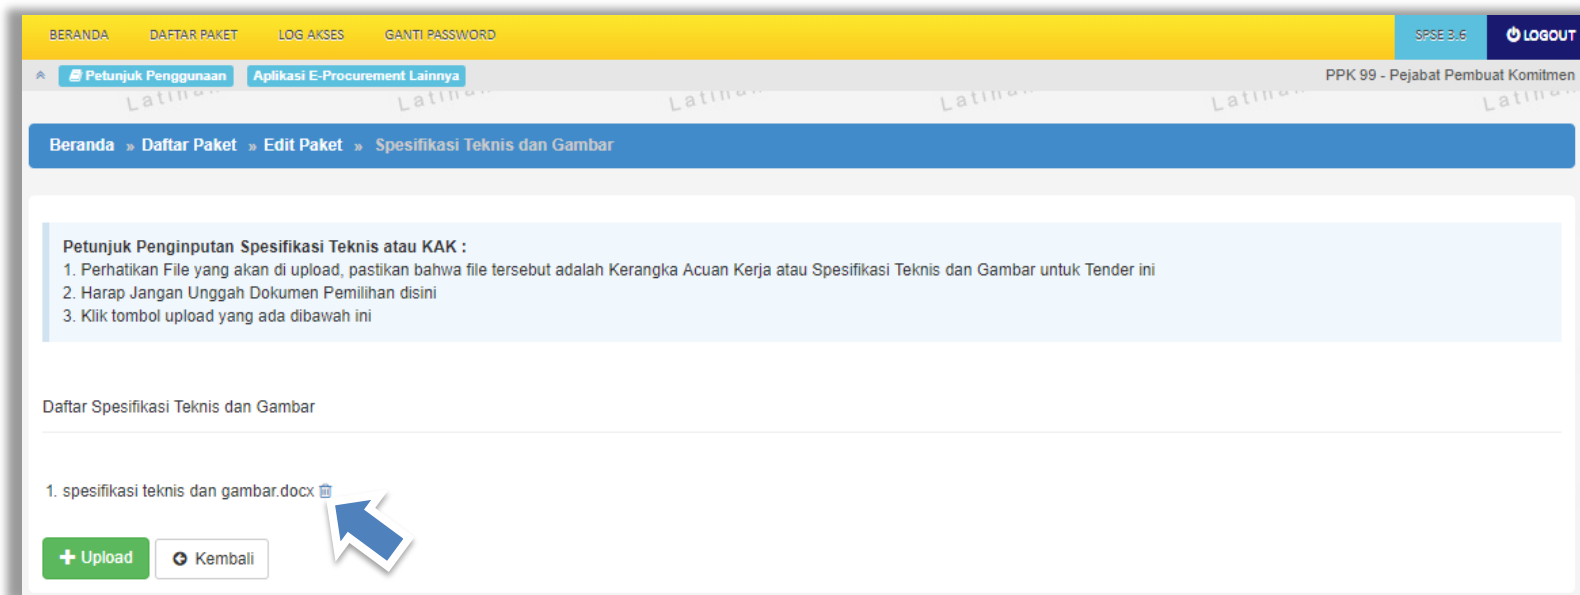 BERANDA DAFTAR PAKET LOG AKSES GANTI PASSWORD SPSE 3.6 LOGOUT
Petunjuk Penggunaan Aplikasi E-Procurement Lainnya PPK 99 - Pejabat Pembuat Komitmen
Beranda » Daftar Paket » Edit Paket » Spesifikasi Teknis dan Gambar
Petunjuk Penginputan Spesifikasi Teknis atau KAK :
1. Perhatikan File yang akan di upload, pastikan bahwa file tersebut adalah Kerangka Acuan Kerja atau Spesifikasi Teknis dan Gambar untuk Tender ini
2. Harap Jangan Unggah Dokumen Pemilihan disini
3. Klik tombol upload yang ada dibawah ini
Daftar Spesifikasi Teknis dan Gambar
1. spesifikasi teknis dan gambar.docx
Upload Kembali